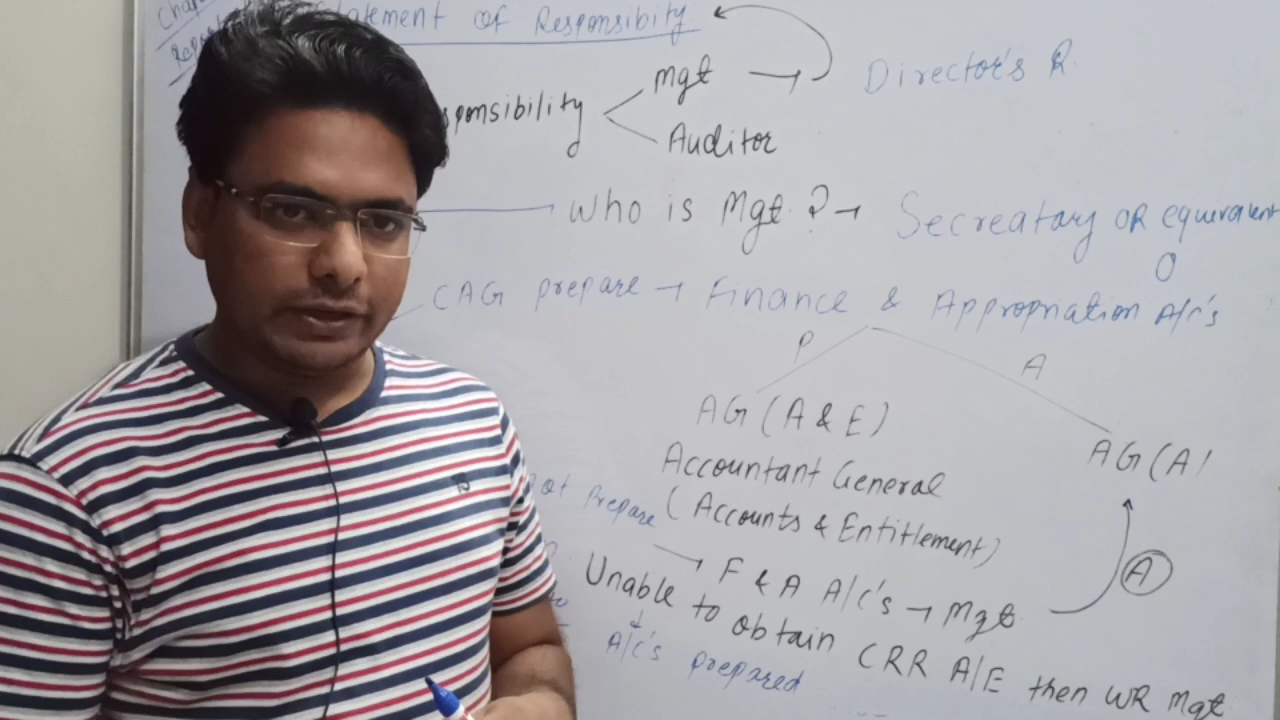 Statement of Responsibity
Mgt → Director's R
Responsibility
Auditor
Who is Mgt ? → Secreatary OR equivalent
O
CAG prepare → Finance & Appropriation A/c's
P
A
AG (A & E)
AG (A)
Accountant General
(Accounts & Entitlement)
not Prepare
→ F & A A/c's → Mgt
A
Unable to obtain CRR A/E then WR Mgt
A/c's prepared